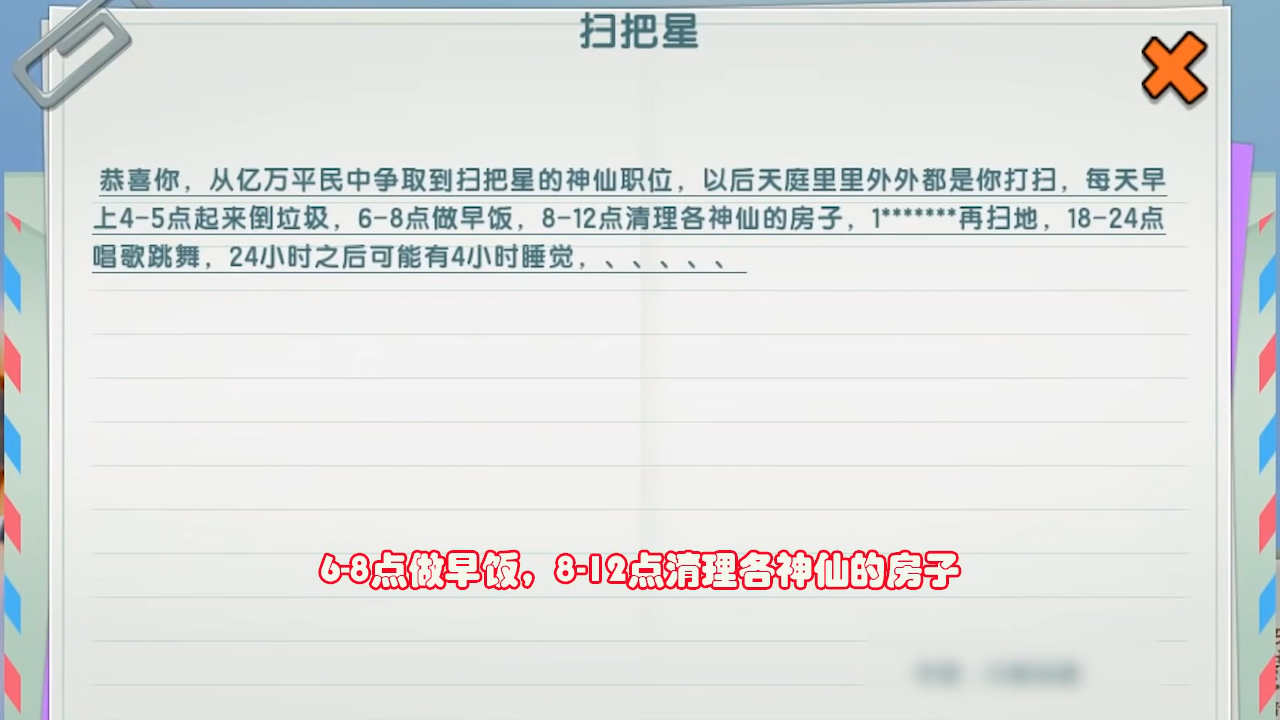 扫把星
恭喜你，从亿万平民中争取到扫把星的神仙职位，以后天庭里里外外都是你打扫，每天早
上4-5点起来倒垃圾，6-8点做早饭，8-12点清理各神仙的房子，1*******再扫地，18-24点
唱歌跳舞，24小时之后可能有4小时睡觉，、、、、、
6-8点做早饭，8-12点清理各神仙的房子